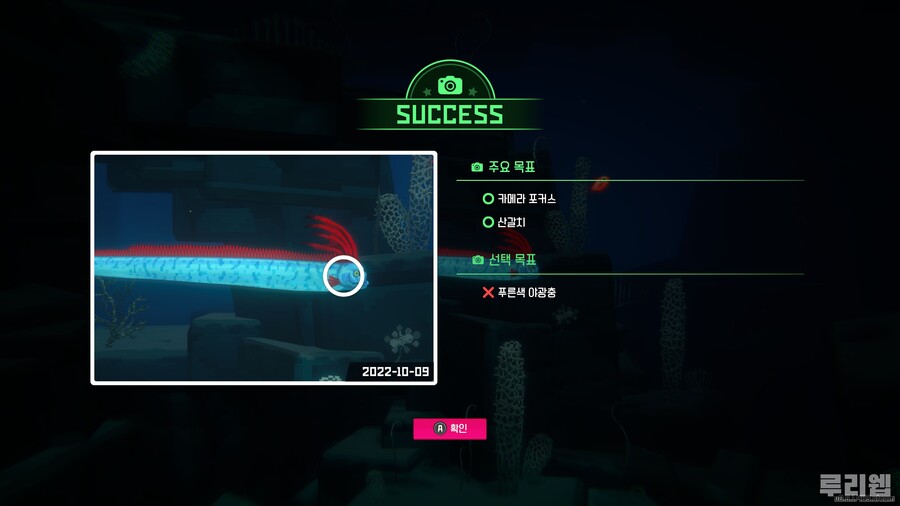 SUCCESS
주요 목표
카메라 포커스
산갈치
선택 목표
푸른색 야광충
2022-10-09
A 확인
루리웹